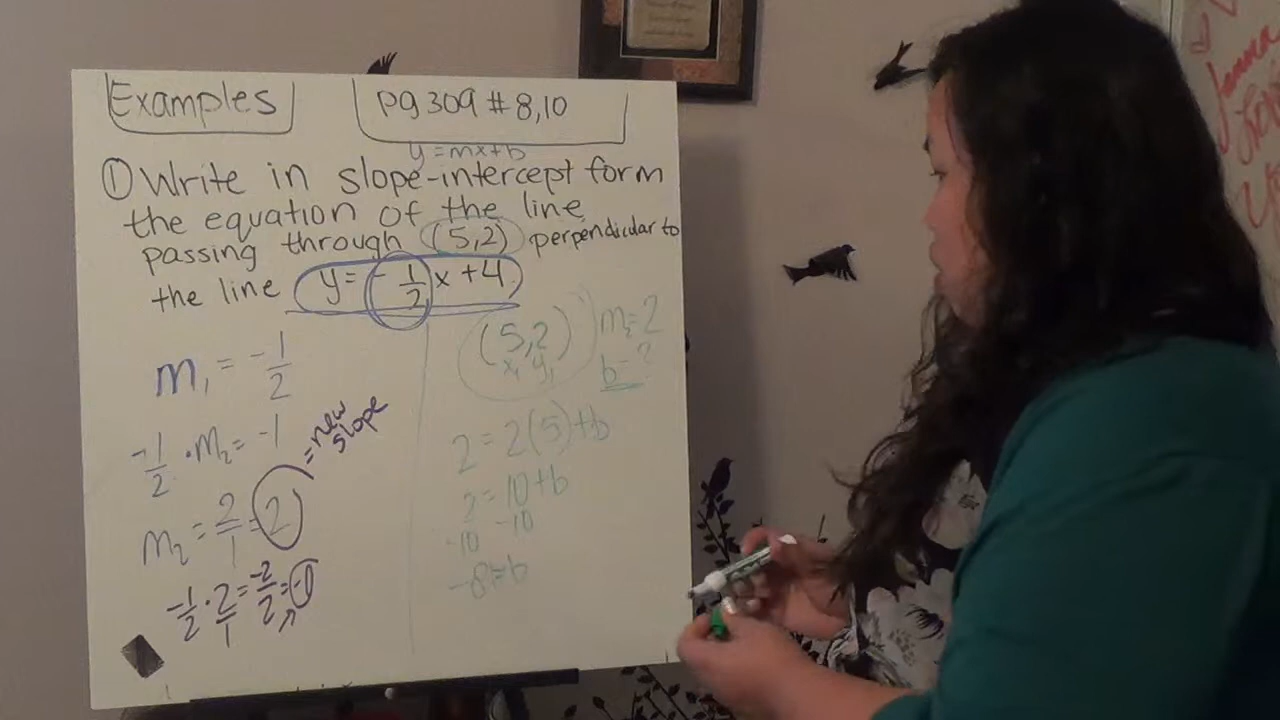 Examples
pg 309 # 8,10
y=mx+b
① Write in slope-intercept form
the equation of the line
passing through (5,2) perpendicular to
the line y= -1/2 x +4
m₁ = -1/2
-1/2 · m₂ = -1
m₂ = 2/1 = 2
= new
slope
-1/2 · 2/1 = -2/2 = -1
(5,2)
x₁ y₁
m₂=2
b=?
2 = 2(5)+b
2 = 10+b
-10 -10
-8=b